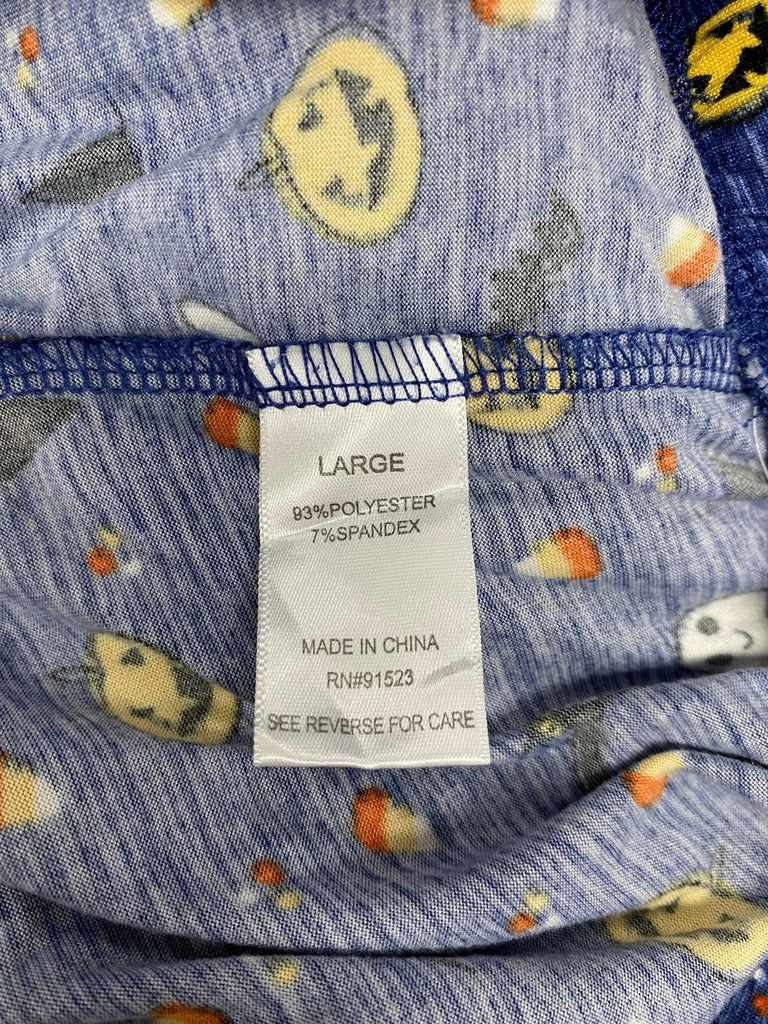 LARGE
93%POLYESTER
7%SPANDEX
MADE IN CHINA
RN#91523
SEE REVERSE FOR CARE